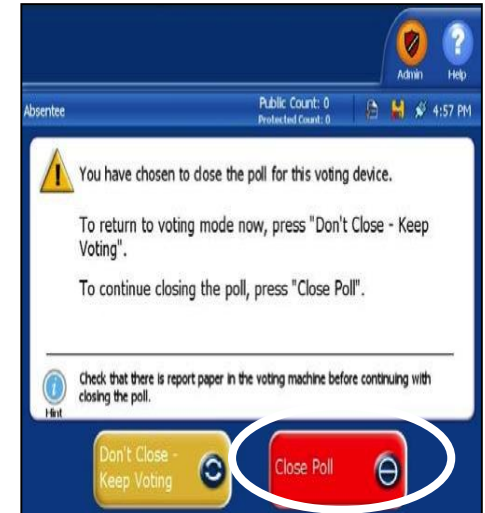 Admin Help
Absentee
Public Count: 0
Protected Count: 0
4:57 PM
You have chosen to close the poll for this voting device.
To return to voting mode now, press "Don't Close - Keep
Voting".
To continue closing the poll, press "Close Poll".
Hint
Check that there is report paper in the voting machine before continuing with
closing the poll.
Don't Close -
Keep Voting
Close Poll